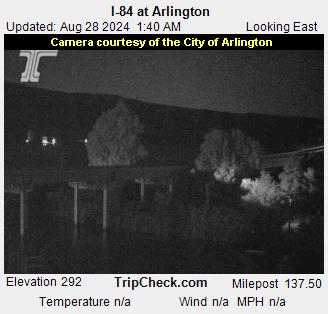 I-84 at Arlington
Updated: Aug 28 2024 1:40 AM Looking East
Camera courtesy of the City of Arlington
Elevation 292 TripCheck.com Milepost 137.50
Temperature n/a Wind n/a MPH n/a